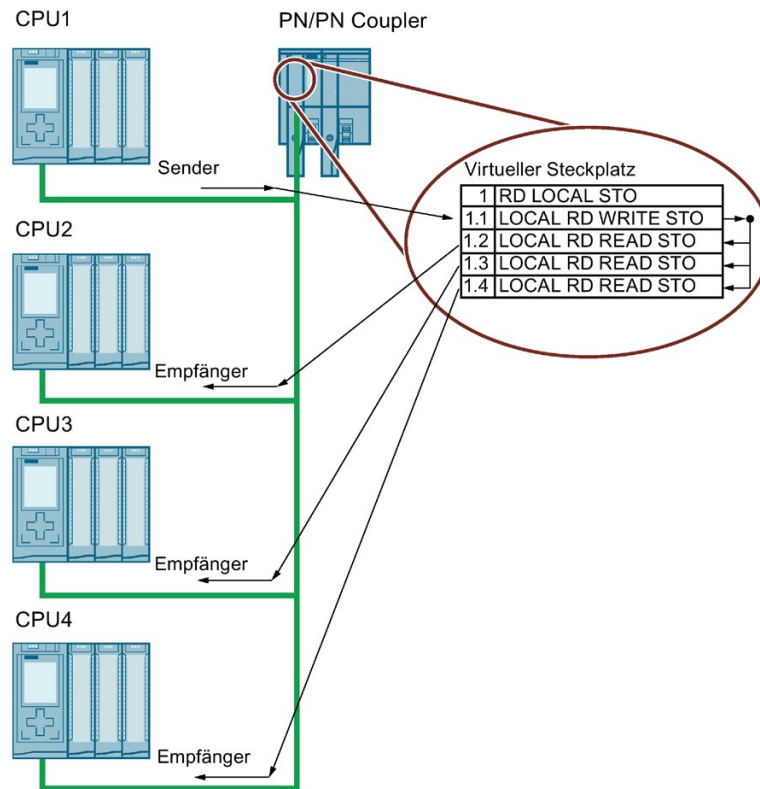 CPU1
PN/PN Coupler
Sender
Virtueller Steckplatz
1 RD LOCAL STO
1.1 LOCAL RD WRITE STO
1.2 LOCAL RD READ STO
1.3 LOCAL RD READ STO
1.4 LOCAL RD READ STO
CPU2
Empfänger
CPU3
Empfänger
CPU4
Empfänger